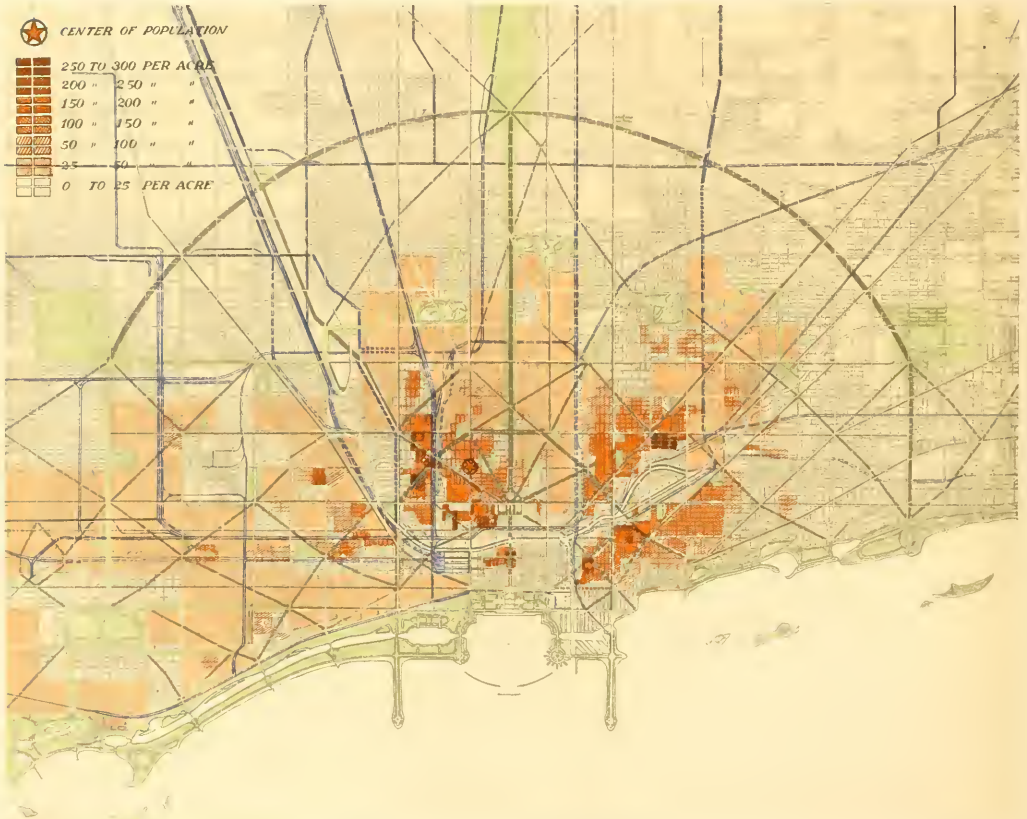 CENTER OF POPULATION
250 TO 300 PER ACRE
200 " 250 " "
150 " 200 " "
100 " 150 " "
50 " 100 " "
25 " 50 " "
0 TO 25 PER ACRE